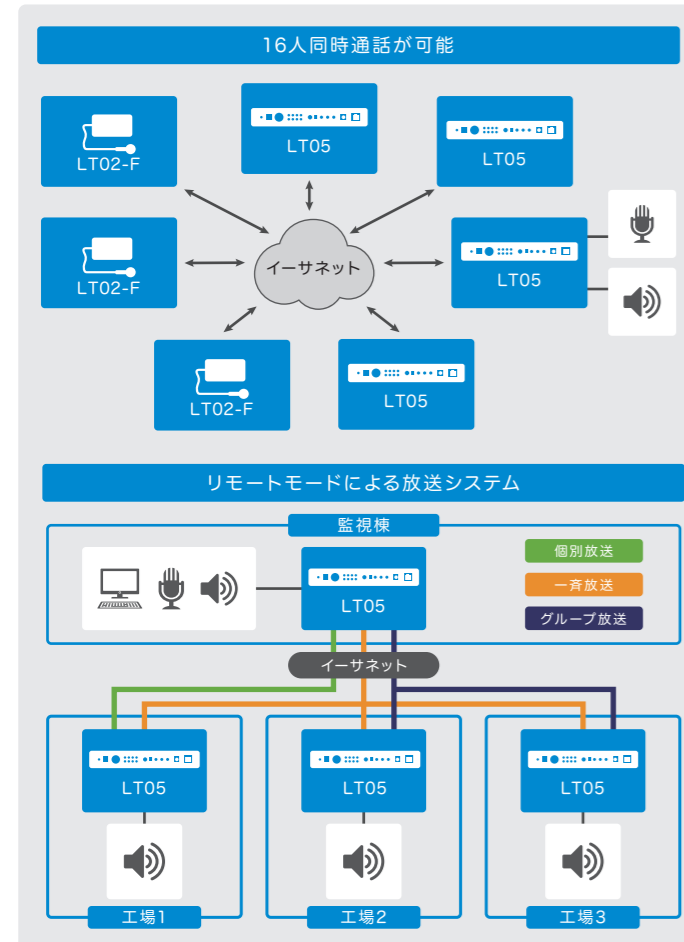 16人同時通話が可能
LT02-F
LT05
LT05
LT02-F
イーサネット
LT05
LT02-F
LT05
リモートモードによる放送システム
監視棟
個別放送
一斉放送
グループ放送
LT05
イーサネット
LT05
LT05
LT05
工場1
工場2
工場3